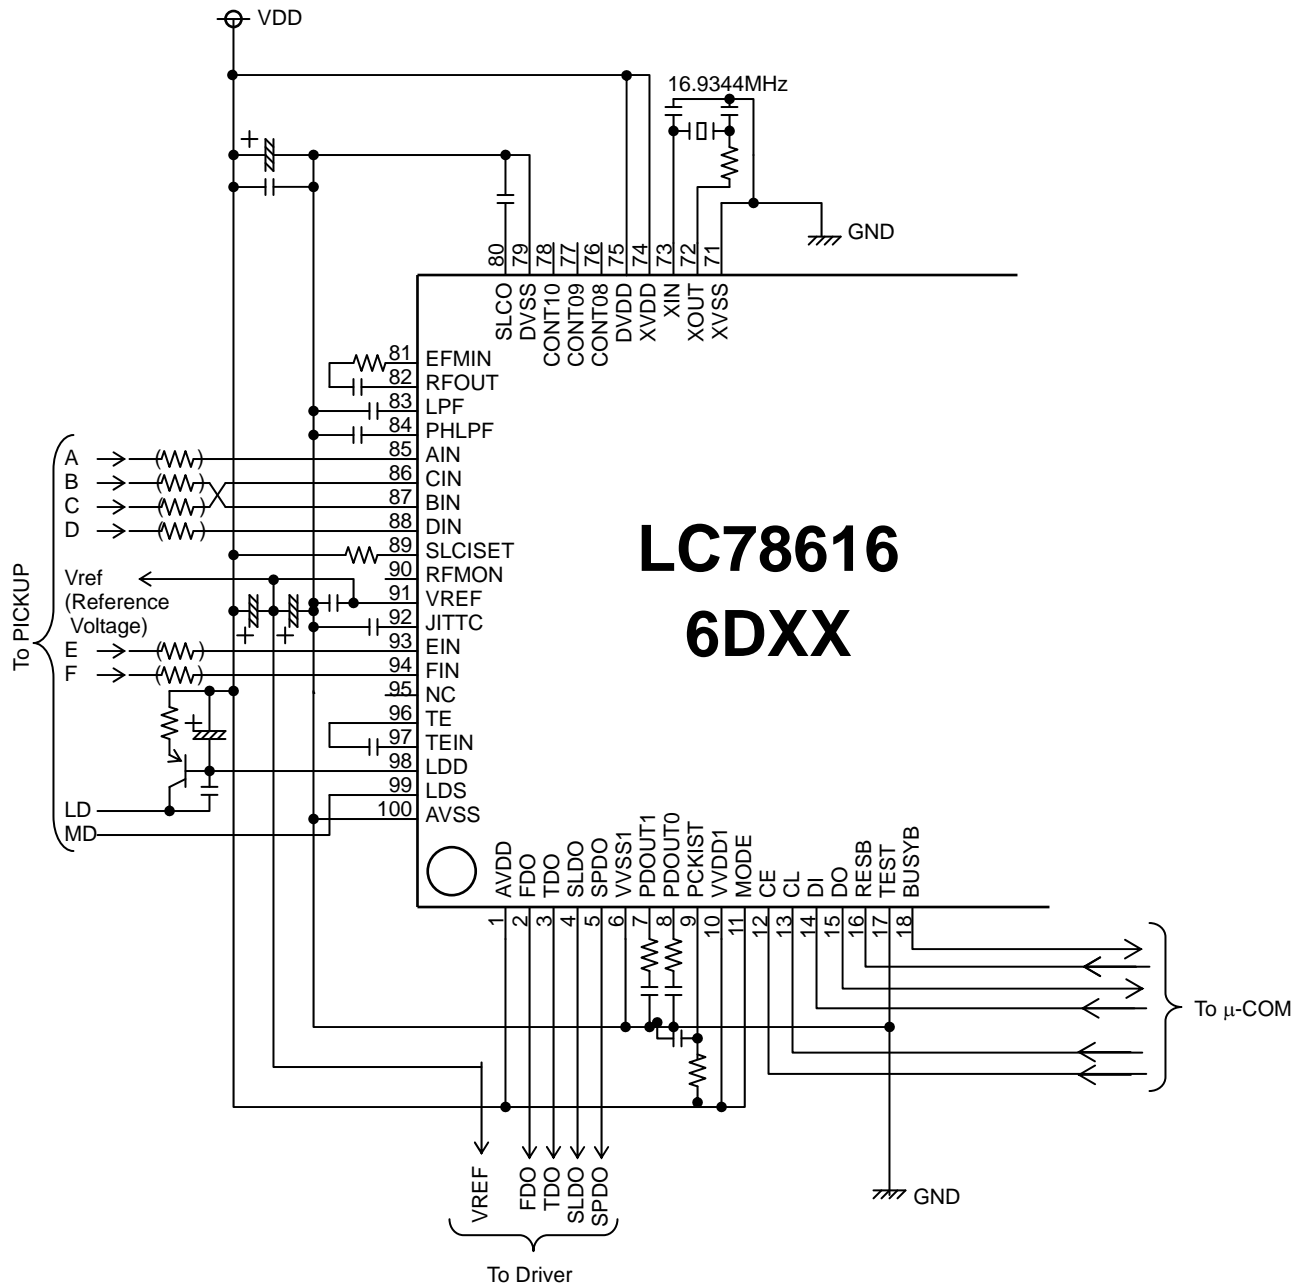 VDD
16.9344MHz
GND
80
79
78
77
76
75
74
73
72
71
SLCO
DVSS
CONT10
CONT09
CONT08
DVDD
XVDD
XIN
XOUT
XVSS
81 EFMIN
82 RFOUT
83 LPF
84 PHLPF
A 85 AIN
B 86 CIN
C 87 BIN
D 88 DIN
89 SLCISET
Vref 90 RFMON
(Reference 91 VREF
Voltage) 92 JITTC
E 93 EIN
F 94 FIN
95 NC
96 TE
97 TEIN
98 LDD
99 LDS
LD 100 AVSS
MD
To PICKUP
LC78616
6DXX
AVDD
FDO
TDO
SLDO
SPDO
VVSS1
PDOUT1
PDOUT0
PCKIST
VVDD1
MODE
CE
CL
DI
DO
RESB
TEST
BUSYB
1
2
3
4
5
6
7
8
9
10
11
12
13
14
15
16
17
18
To μ-COM
GND
VREF
FDO
TDO
SLDO
SPDO
To Driver